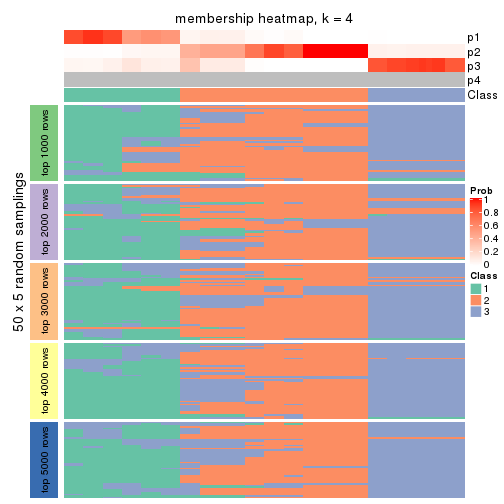 membership heatmap, k = 4
p1
p2
p3
p4
Class
50 x 5 random samplings
top 1000 rows
top 2000 rows
top 3000 rows
top 4000 rows
top 5000 rows
Prob
1
0.8
0.6
0.4
0.2
0
Class
1
2
3